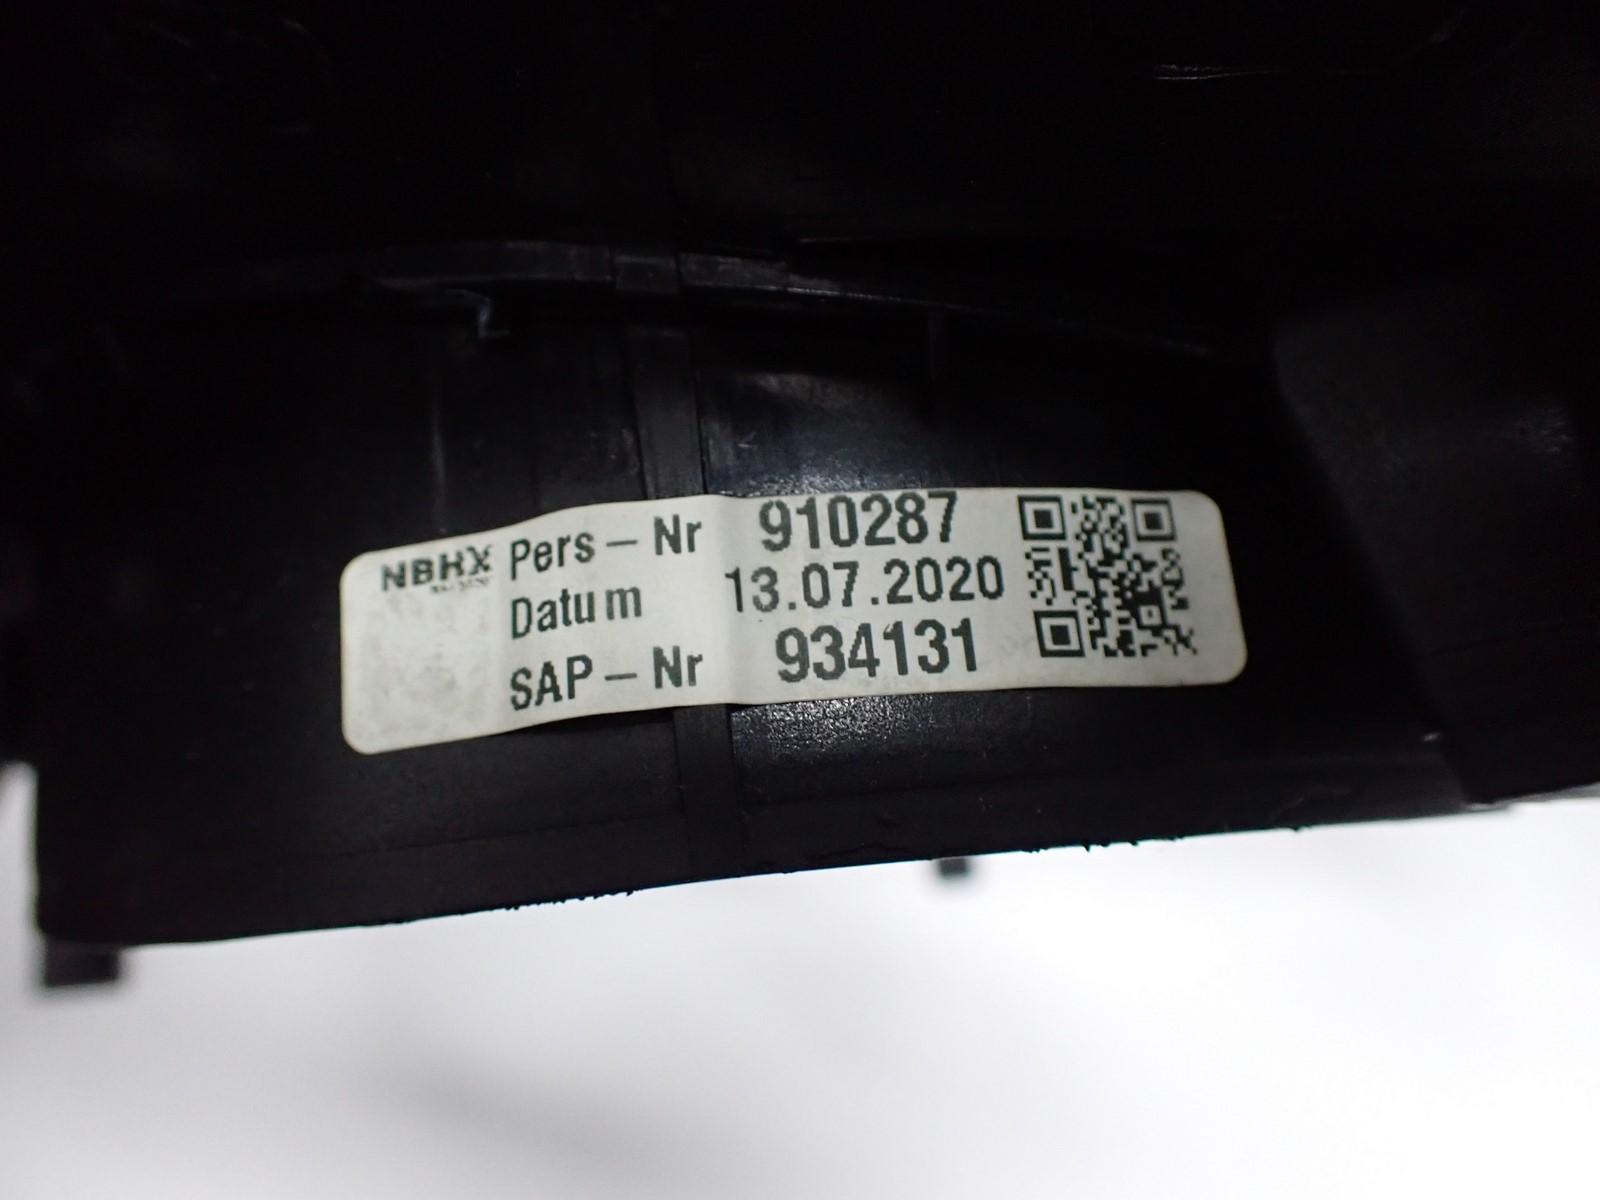 NBHX
Pers – Nr 910287
Datum 13.07.2020
SAP – Nr 934131